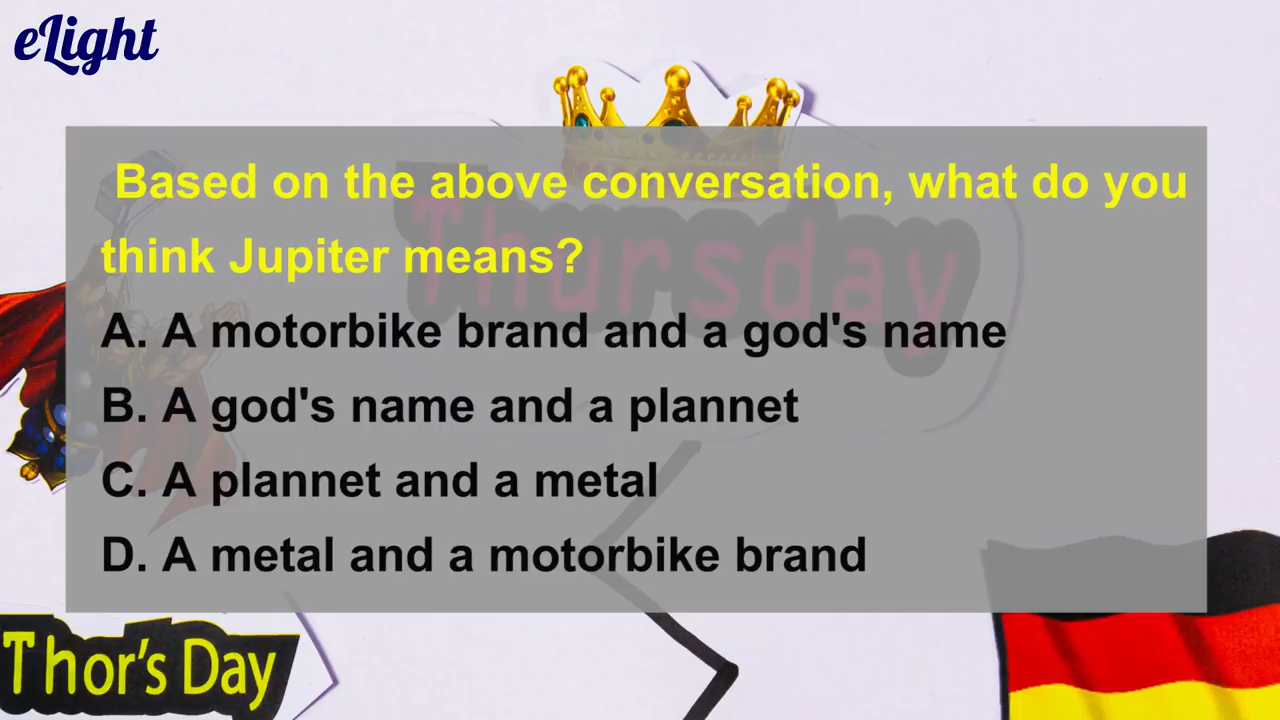 eLight
Based on the above conversation, what do you
think Jupiter means?
Thursday
A. A motorbike brand and a god's name
B. A god's name and a plannet
C. A plannet and a metal
D. A metal and a motorbike brand
Thor's Day